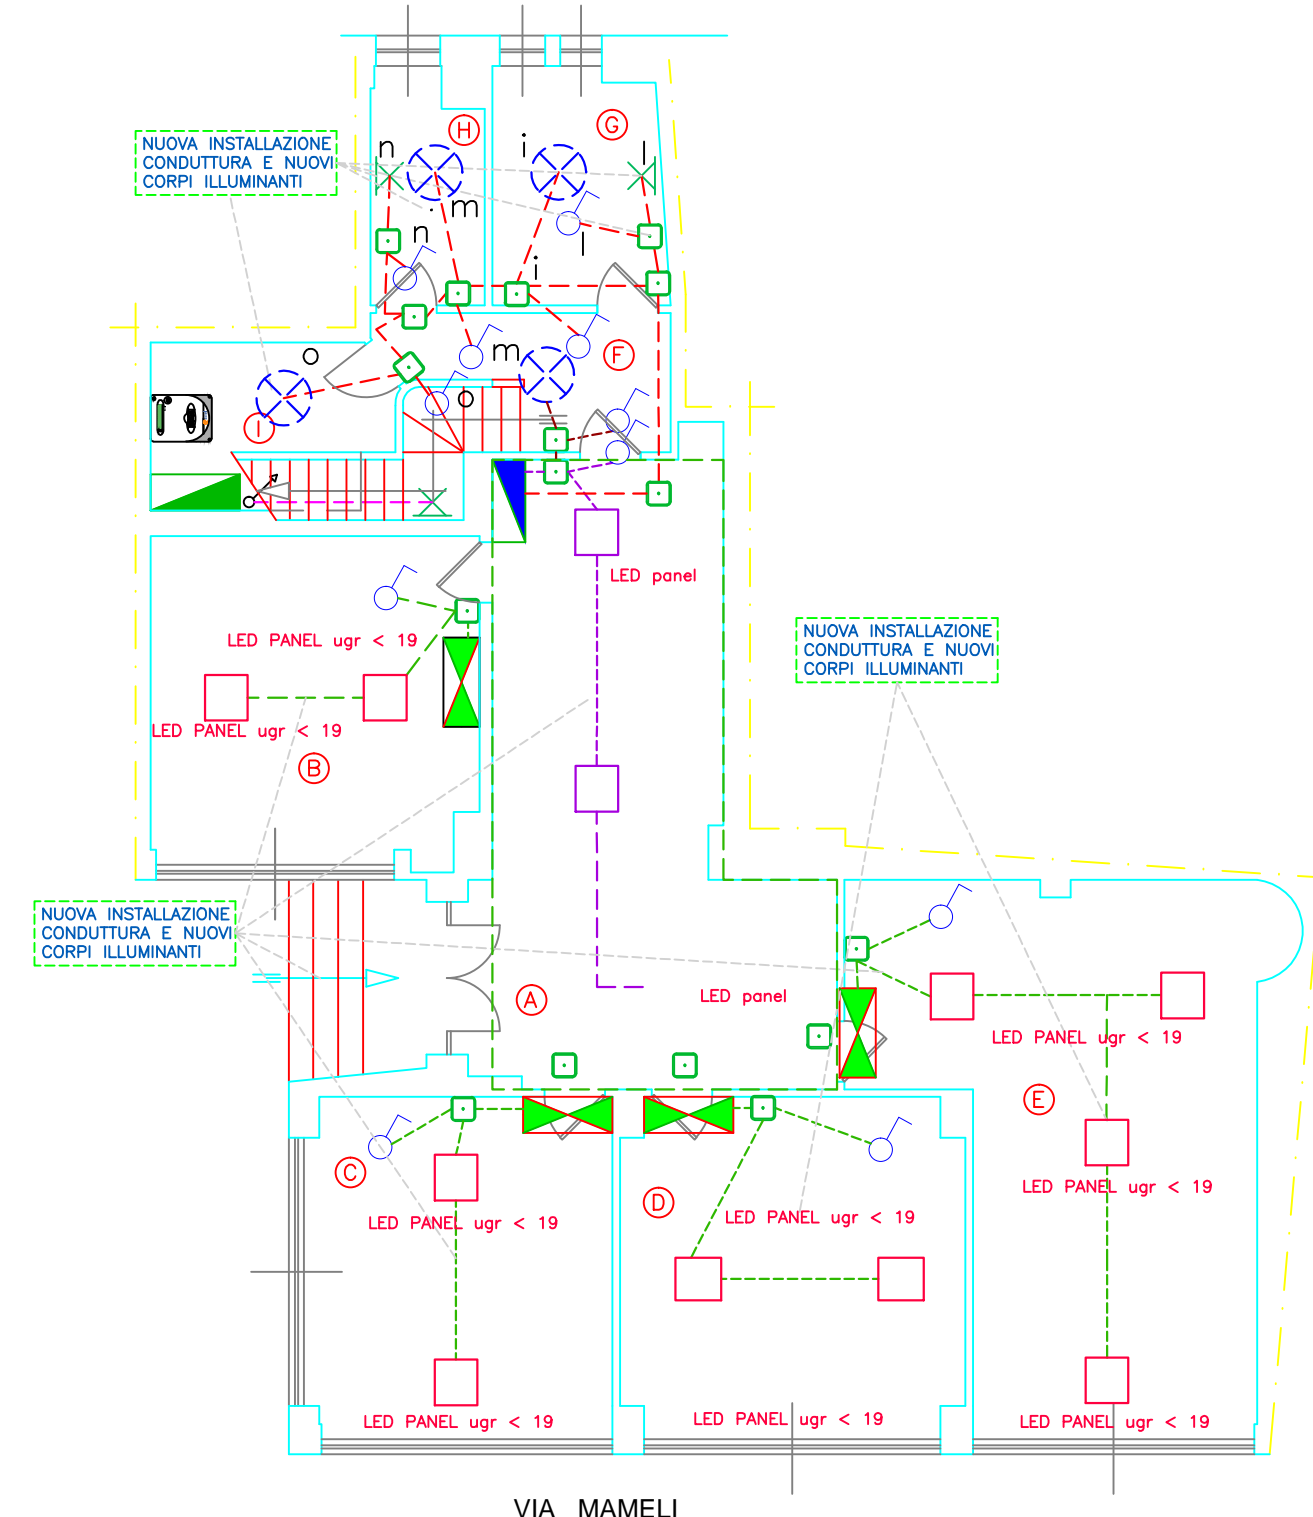 H
G
NUOVA INSTALLAZIONE
CONDUTTURA E NUOVI
CORPI ILLUMINANTI
n
i
l
m
n
l
i
o
m
F
o
I
LED panel
LED PANEL ugr < 19
LED PANEL ugr < 19
B
NUOVA INSTALLAZIONE
CONDUTTURA E NUOVI
CORPI ILLUMINANTI
NUOVA INSTALLAZIONE
CONDUTTURA E NUOVI
CORPI ILLUMINANTI
A
LED panel
LED PANEL ugr < 19
E
C
D
LED PANEL ugr < 19
LED PANEL ugr < 19
LED PANEL ugr < 19
LED PANEL ugr < 19
LED PANEL ugr < 19
LED PANEL ugr < 19
VIA MAMELI